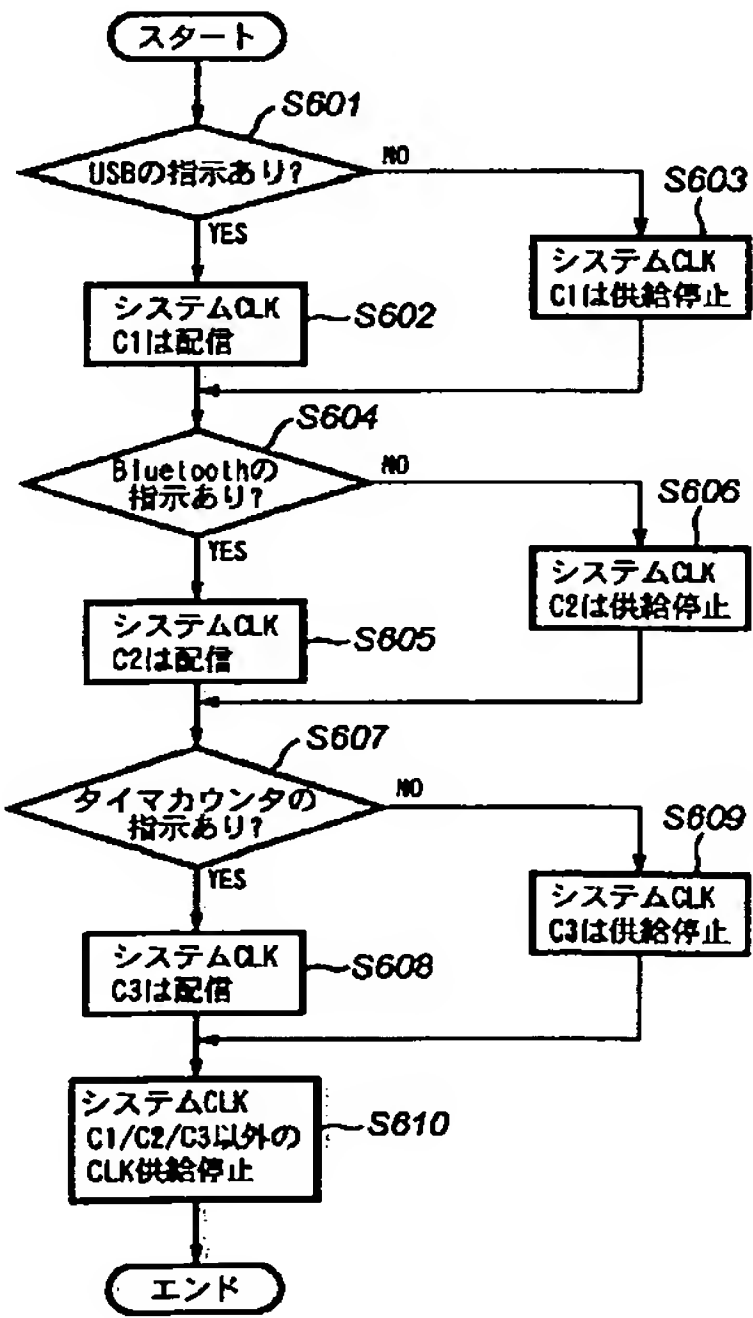 スタート
S601
USBの指示あり?
NO
YES
S603
システムCLK
C1は供給停止
システムCLK
C1は配信
S602
S604
Bluetoothの
指示あり?
NO
YES
S606
システムCLK
C2は供給停止
システムCLK
C2は配信
S605
S607
タイマカウンタの
指示あり?
NO
YES
S609
システムCLK
C3は供給停止
システムCLK
C3は配信
S608
システムCLK
C1/C2/C3以外の
CLK供給停止
S610
エンド